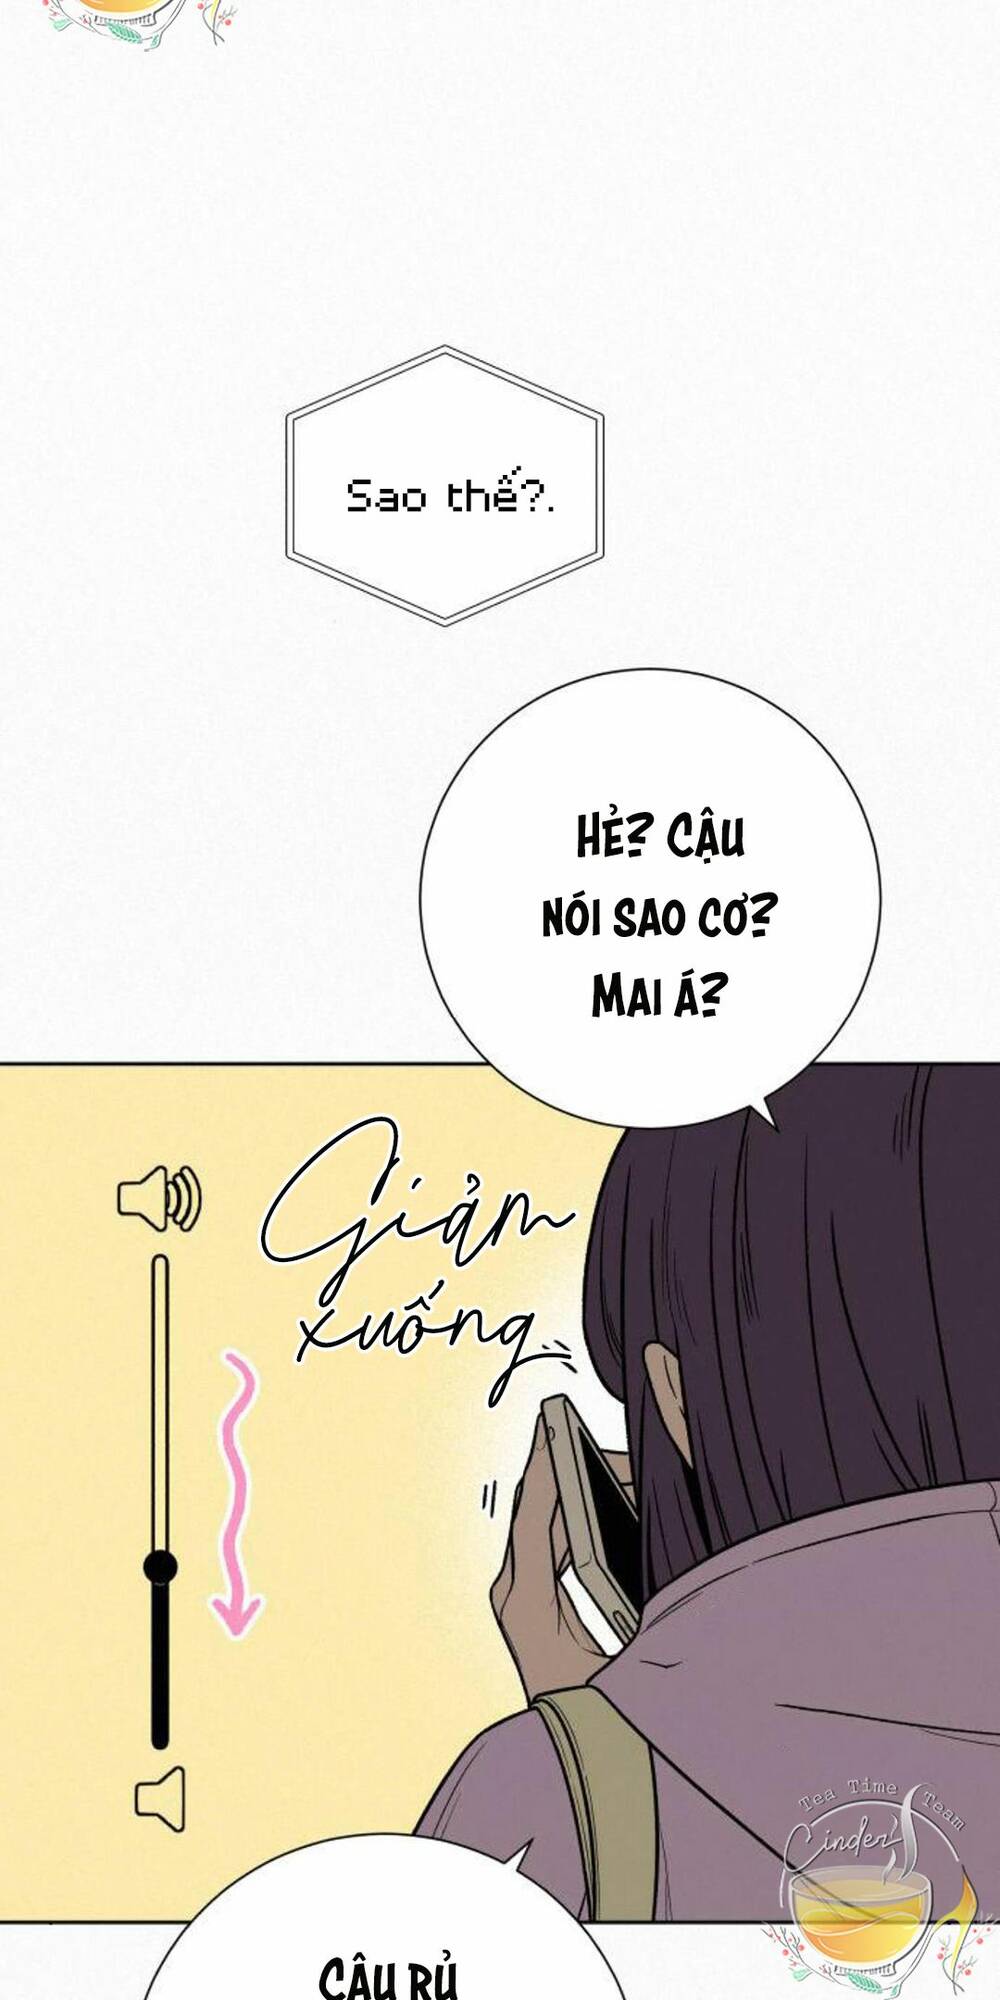 Sao thế?.
HẺ? CẬU
NÓI SAO CƠ?
MAI Á?
Giảm
xuống
Tea Time Team
Cinder's
CẬU RỦ